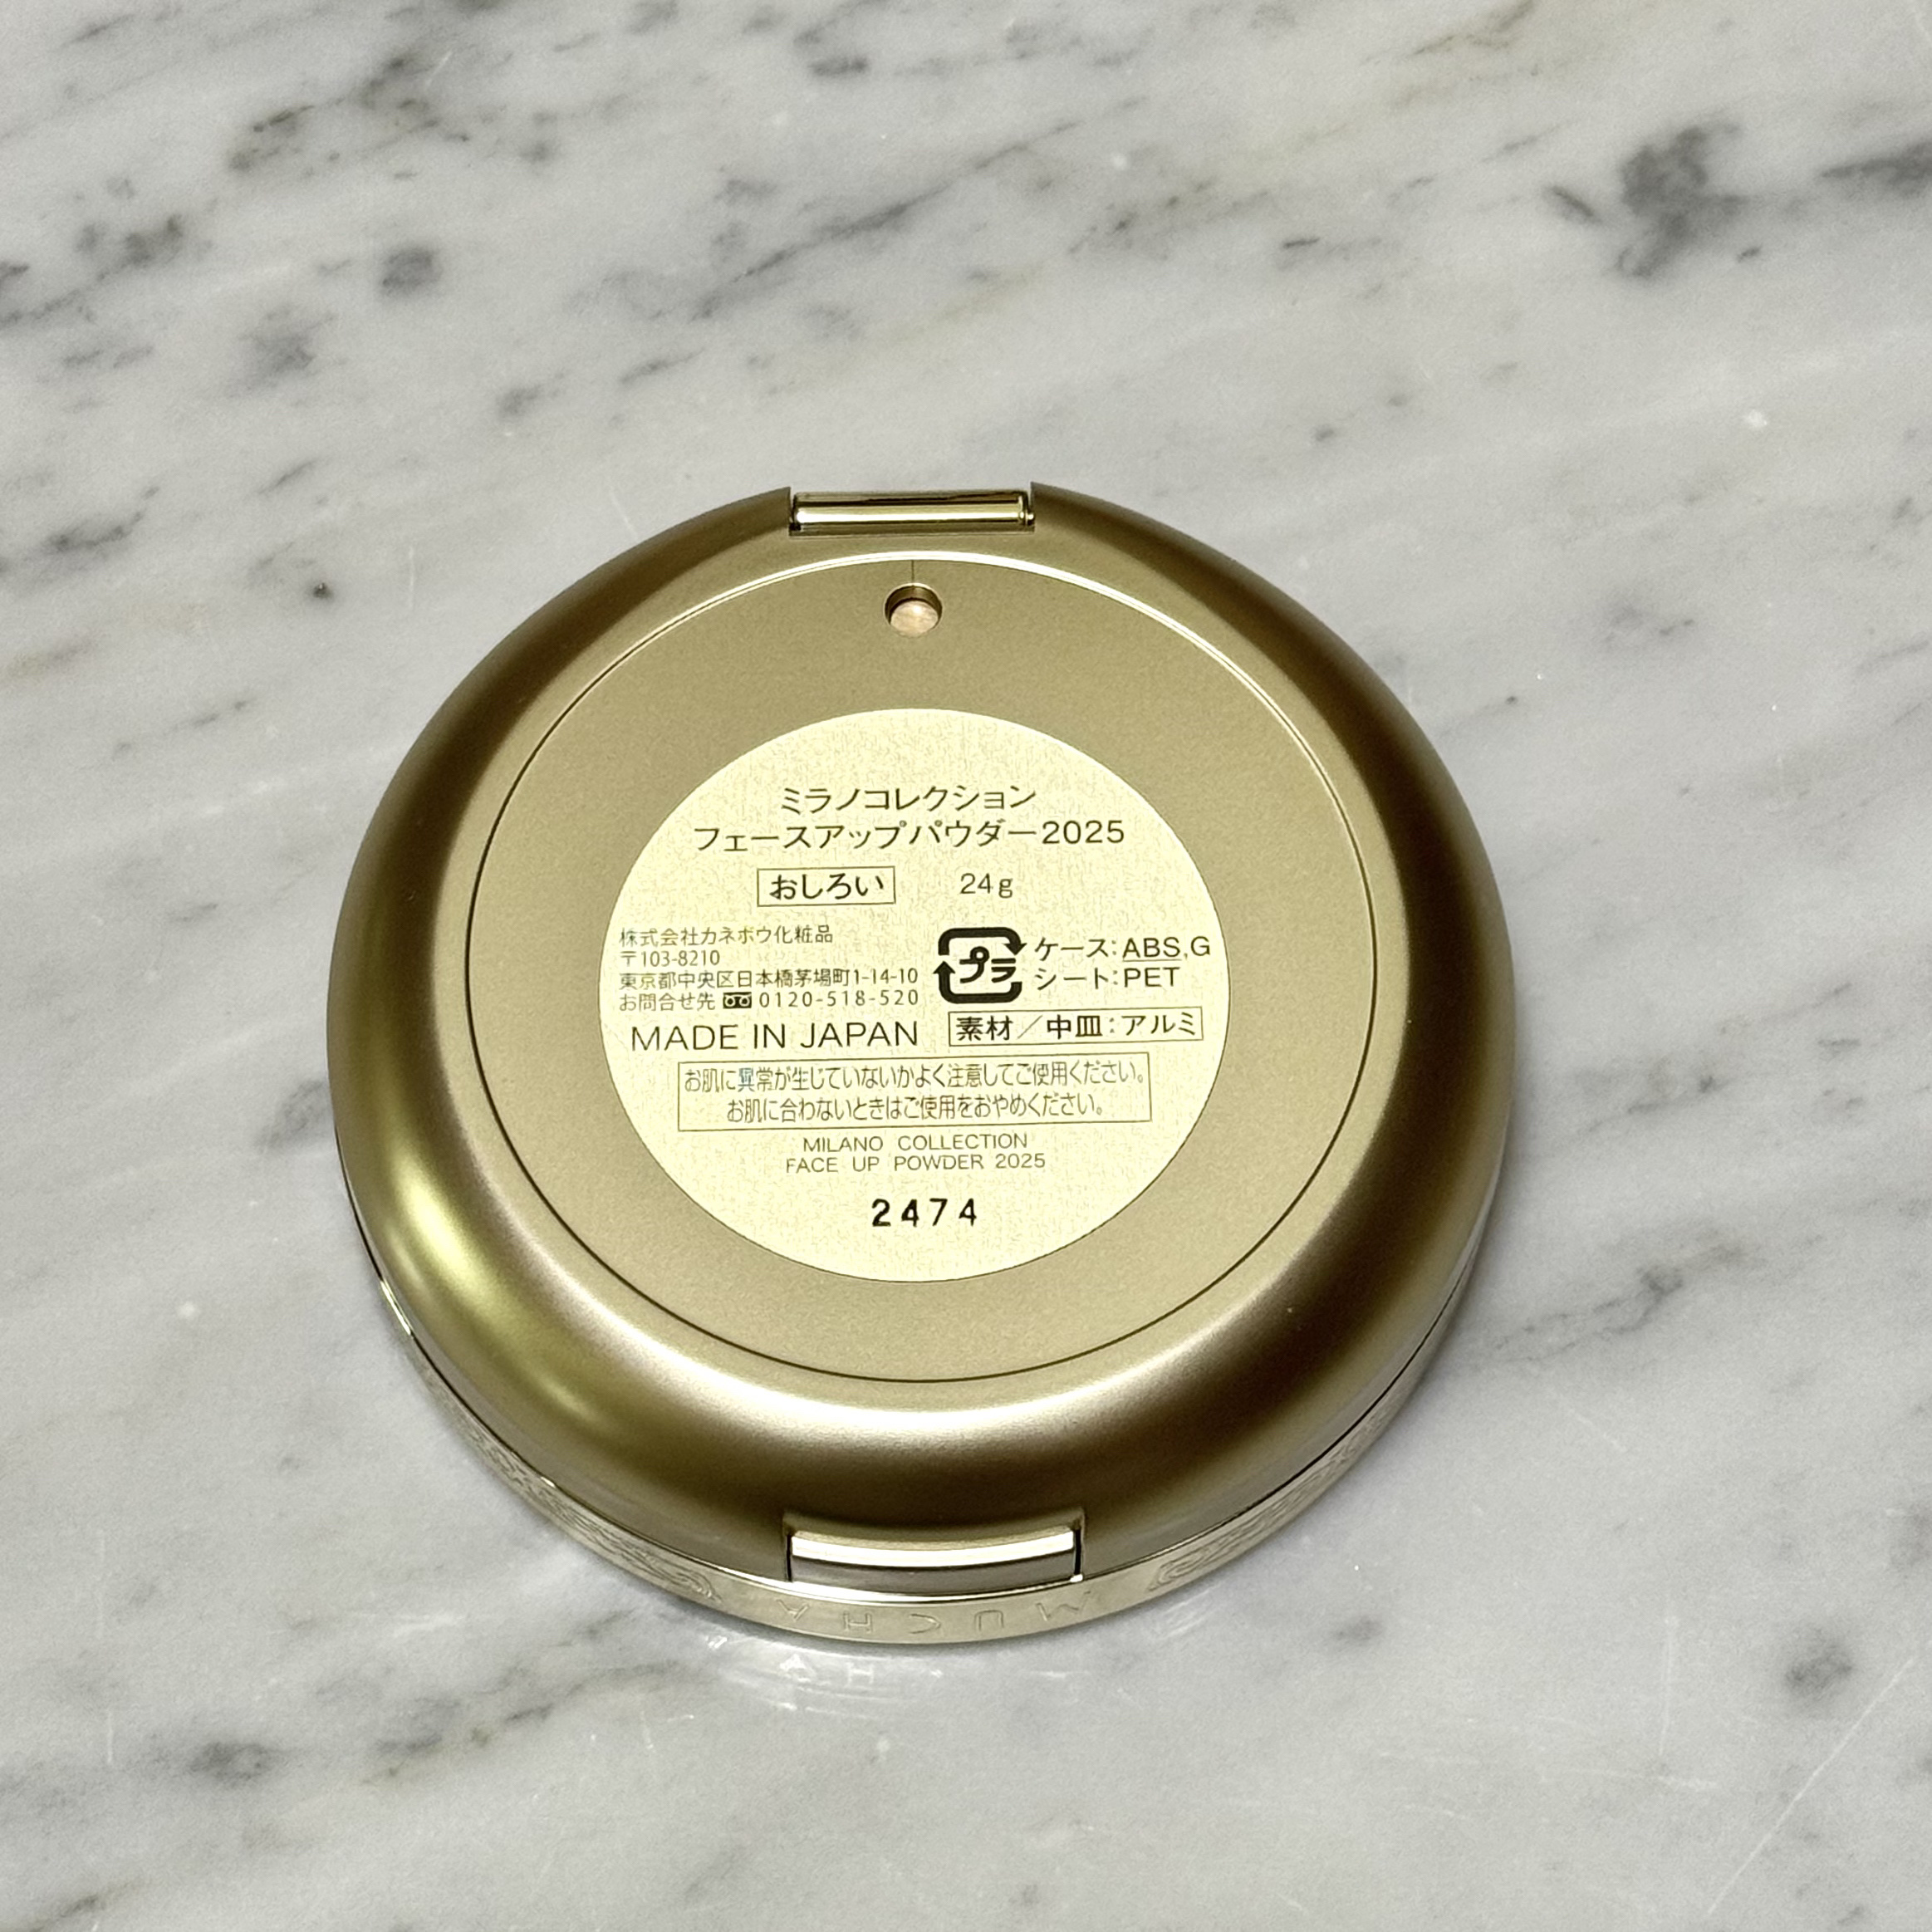 ミラノコレクション
フェースアップパウダー2025
おしろい 24g
株式会社カネボウ化粧品
〒103-8210
東京都中央区日本橋茅場町1-14-10
お問合せ先 0120-518-520
MADE IN JAPAN
プラ
ケース:ABS,G
シート:PET
素材/中皿:アルミ
お肌に異常が生じていないかよく注意してご使用ください。
お肌に合わないときはご使用をおやめください。
MILANO COLLECTION
FACE UP POWDER 2025
2474
MUCHA